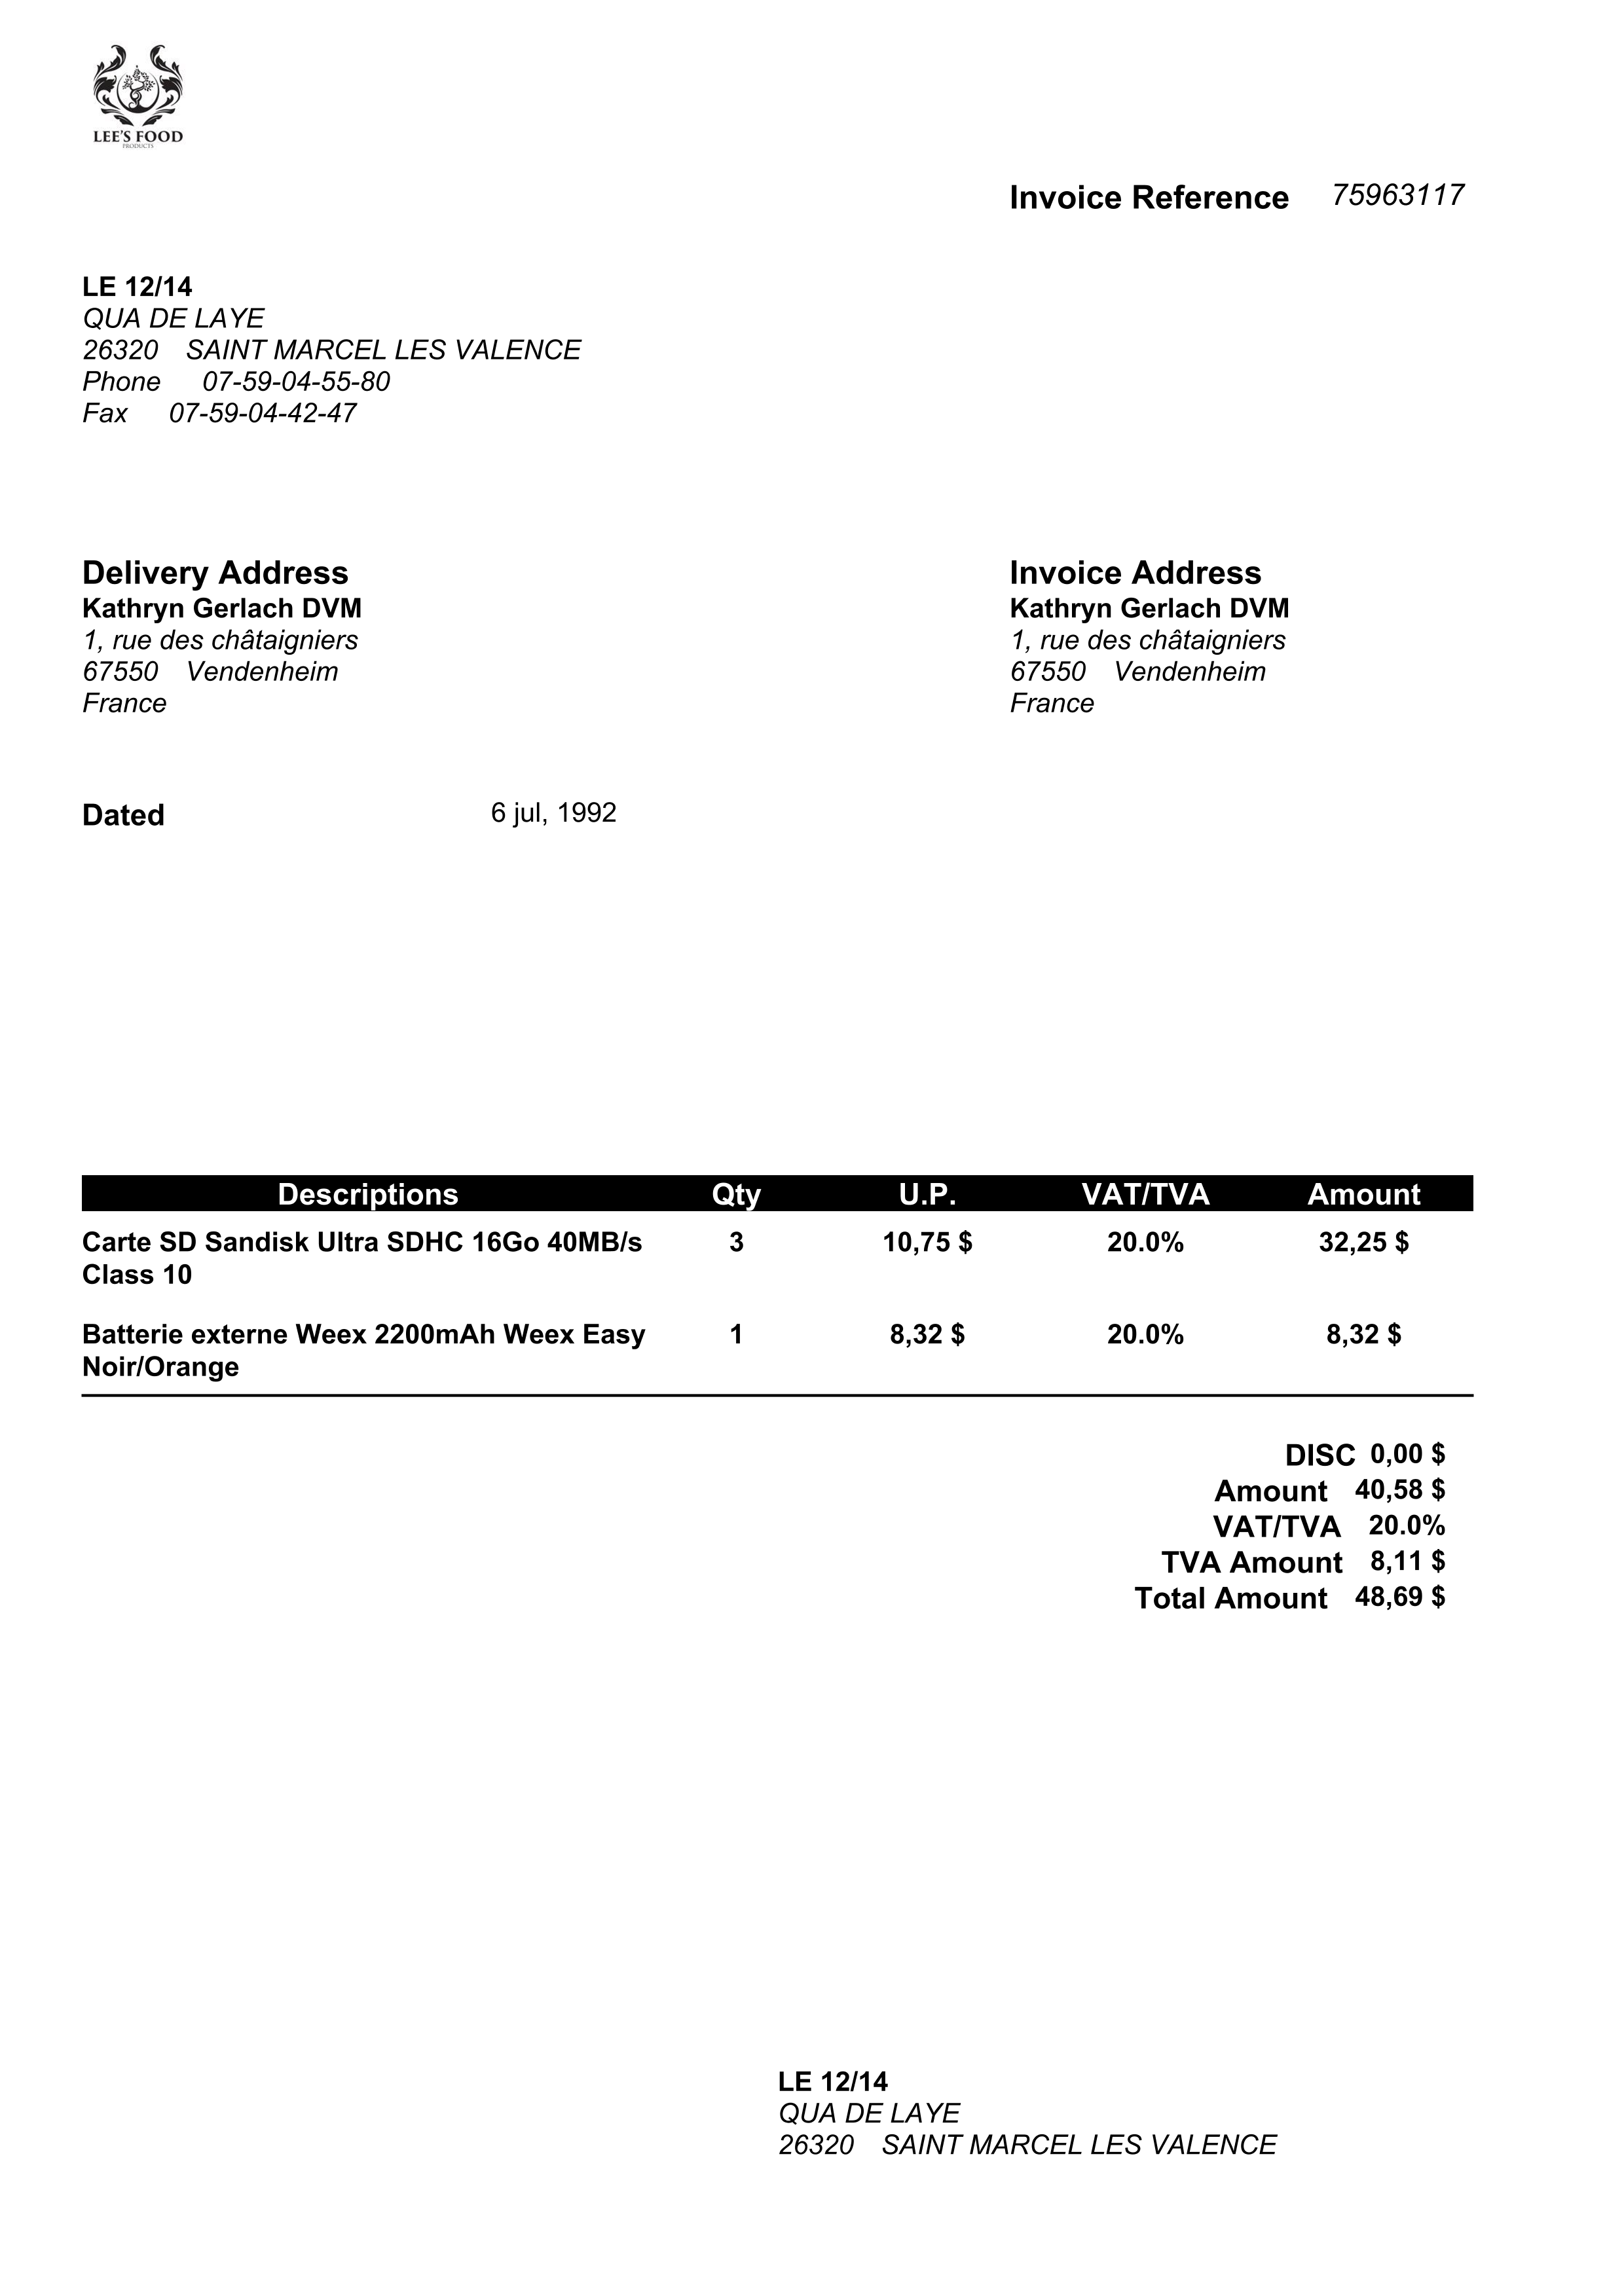 LEE'S FOOD
PRODUCTS
Invoice Reference 75963117
LE 12/14
QUA DE LAYE
26320 SAINT MARCEL LES VALENCE
Phone 07-59-04-55-80
Fax 07-59-04-42-47
Delivery Address
Kathryn Gerlach DVM
1, rue des châtaigniers
67550 Vendenheim
France
Invoice Address
Kathryn Gerlach DVM
1, rue des châtaigniers
67550 Vendenheim
France
Dated 6 jul, 1992
Descriptions Qty U.P. VAT/TVA Amount
Carte SD Sandisk Ultra SDHC 16Go 40MB/s 3 10,75 $ 20.0% 32,25 $
Class 10
Batterie externe Weex 2200mAh Weex Easy 1 8,32 $ 20.0% 8,32 $
Noir/Orange
DISC 0,00 $
Amount 40,58 $
VAT/TVA 20.0%
TVA Amount 8,11 $
Total Amount 48,69 $
LE 12/14
QUA DE LAYE
26320 SAINT MARCEL LES VALENCE